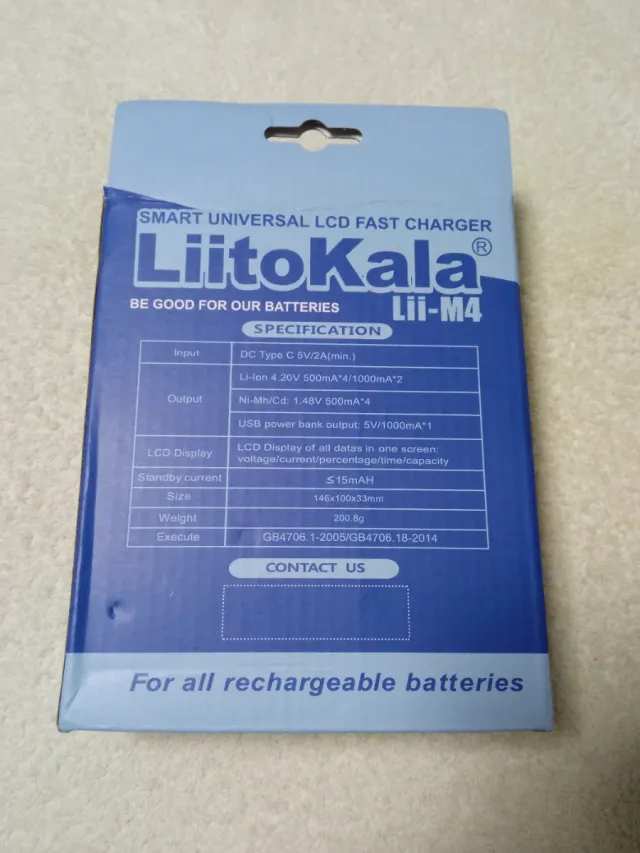 SMART UNIVERSAL LCD FAST CHARGER
LiitoKala®
BE GOOD FOR OUR BATTERIES
Lii-M4
SPECIFICATION
Input DC Type C 5V/2A(min.)
Output Li-Ion 4.20V 500mA*4/1000mA*2
Ni-Mh/Cd: 1.48V 500mA*4
USB power bank output: 5V/1000mA*1
LCD Display LCD Display of all datas in one screen:
voltage/current/percentage/time/capacity
Standby current ≤15mAH
Size 146x100x33mm
Weight 200.8g
Execute GB4706.1-2005/GB4706.18-2014
CONTACT US
For all rechargeable batteries